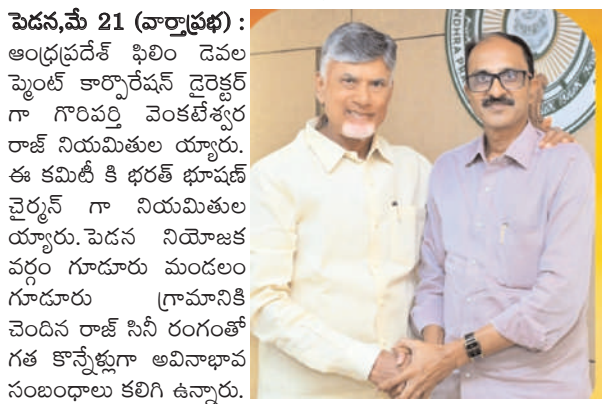 పెడన,మే 21 (వార్తాప్రభ) :
ఆంధ్రప్రదేశ్ ఫిలిం డెవల
ప్మెంట్ కార్పొరేషన్ డైరెక్టర్
గా గొరిపర్తి వెంకటేశ్వర
రాజ్ నియమితుల య్యారు.
ఈ కమిటీ కి భరత్ భూషణ్
చైర్మన్ గా నియమితుల
య్యారు.పెడన నియోజక
వర్గం గూడూరు మండలం
గూడూరు గ్రామానికి
చెందిన రాజ్ సినీ రంగంతో
గత కొన్నేళ్లుగా అవినాభావ
సంబంధాలు కలిగి ఉన్నారు.